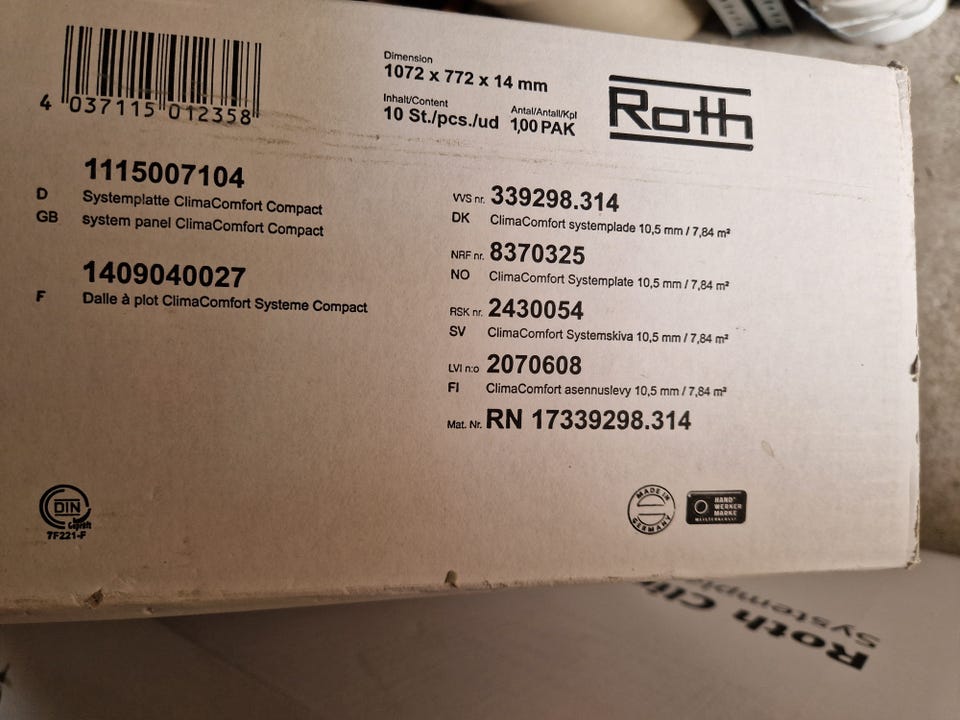 4 037115 012358
Dimension
1072 x 772 x 14 mm
Inhalt/Content
10 St./pcs./ud
Antal/Antall/Kpl
1,00 PAK
Roth
1115007104
D Systemplatte ClimaComfort Compact
GB system panel ClimaComfort Compact
1409040027
F Dalle à plot ClimaComfort Systeme Compact
VVS nr. 339298.314
DK ClimaComfort systemplade 10,5 mm / 7,84 m²
NRF nr. 8370325
NO ClimaComfort Systemplate 10,5 mm / 7,84 m²
RSK nr. 2430054
SV ClimaComfort Systemskiva 10,5 mm / 7,84 m²
LVI n:o 2070608
FI ClimaComfort asennuslevy 10,5 mm / 7,84 m²
Mat. Nr. RN 17339298.314
DIN
Geprüft
7F221-F
MADE IN
GERMANY
HAND
WERKER
MARKE
MEISTERKLASSE
Roth Cli
Systempl